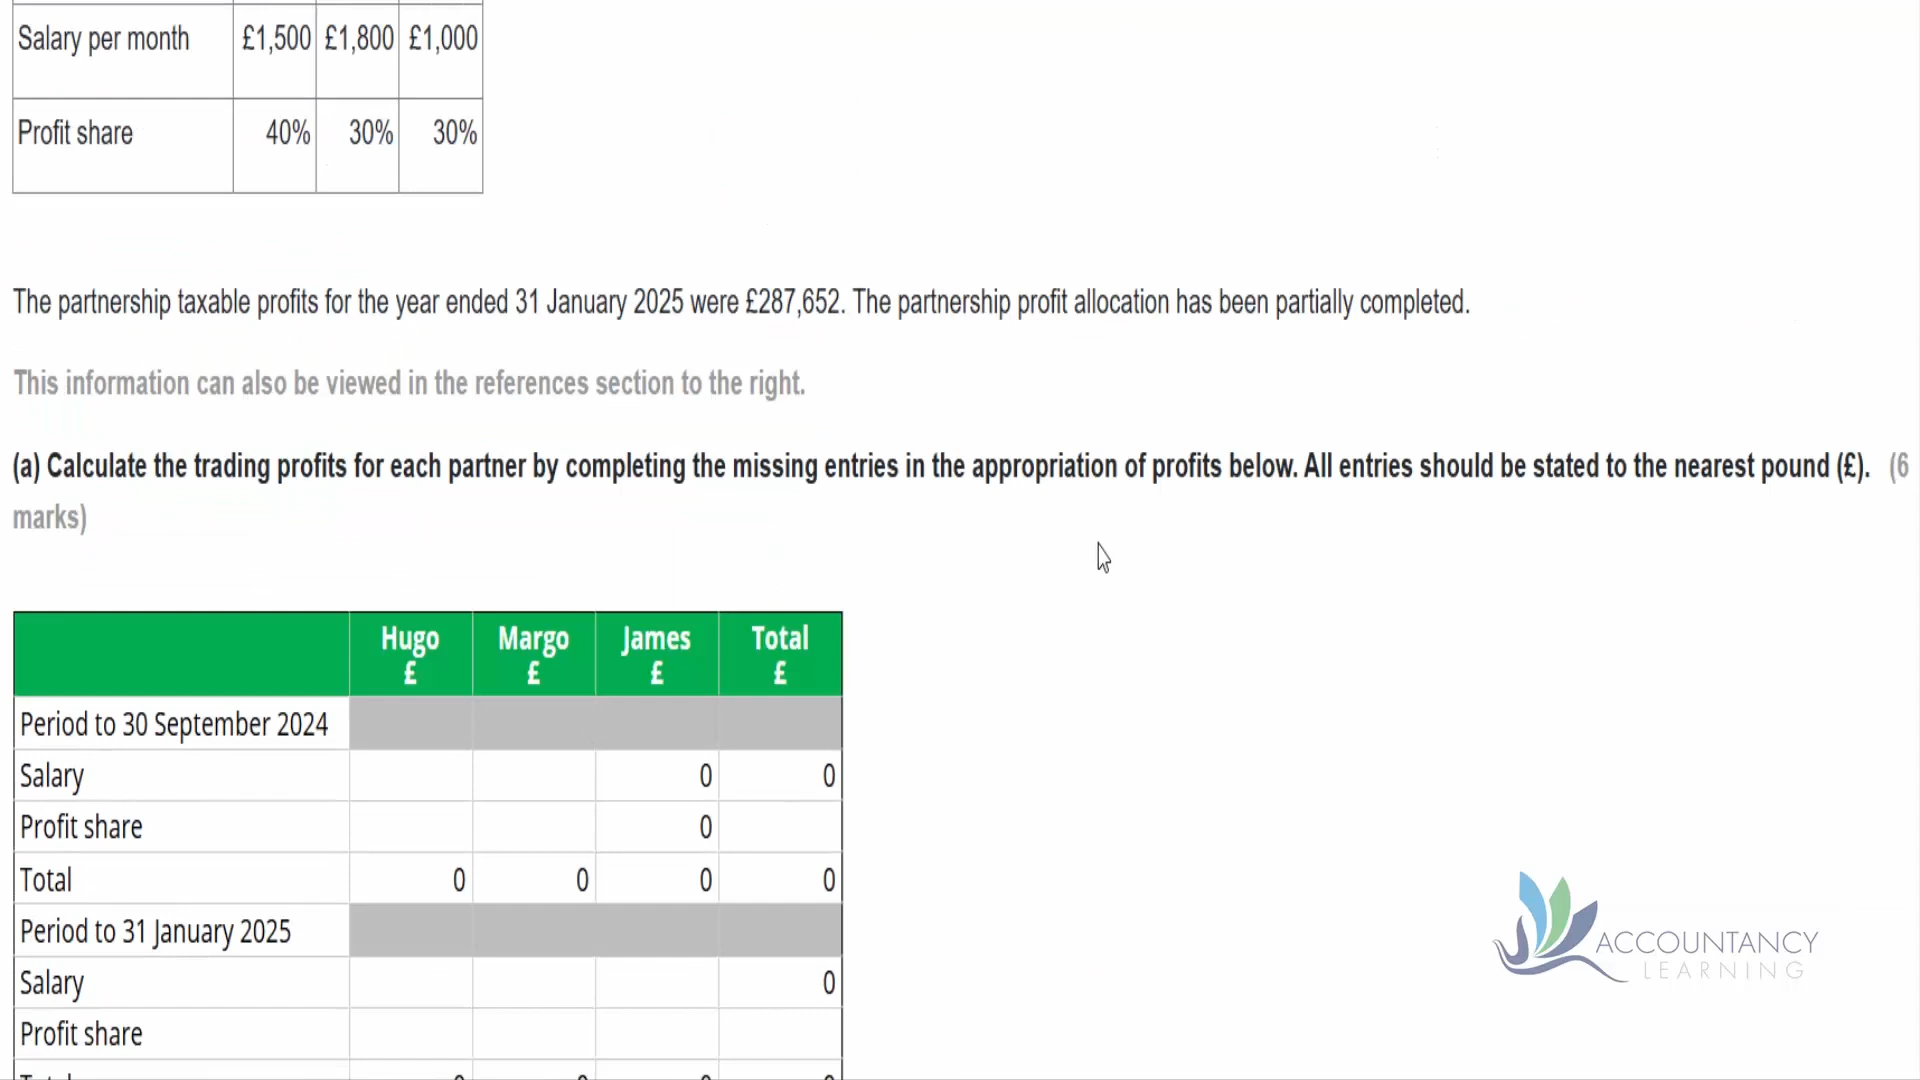 Salary per month £1,500 £1,800 £1,000
Profit share 40% 30% 30%
The partnership taxable profits for the year ended 31 January 2025 were £287,652. The partnership profit allocation has been partially completed.
This information can also be viewed in the references section to the right.
(a) Calculate the trading profits for each partner by completing the missing entries in the appropriation of profits below. All entries should be stated to the nearest pound (£). (6
marks)
Hugo Margo James Total
£ £ £ £
Period to 30 September 2024
Salary 0 0
Profit share 0
Total 0 0 0 0
Period to 31 January 2025
Salary 0
Profit share
ACCOUNTANCY
LEARNING